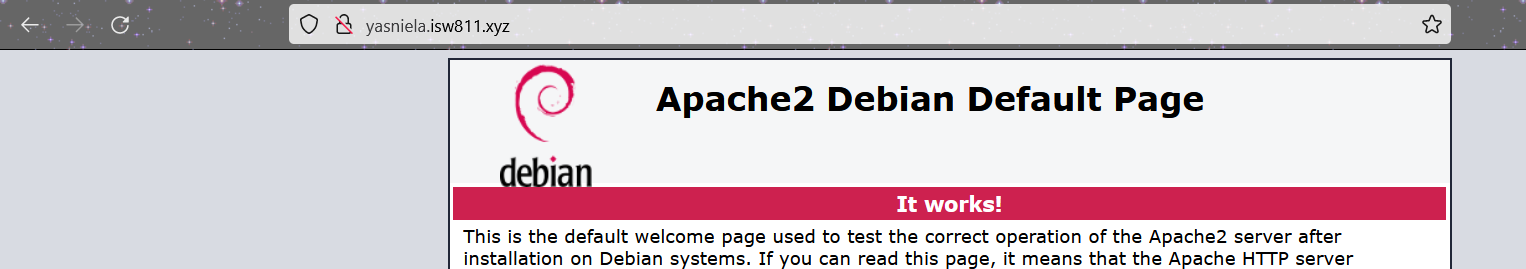 yasniela.isw811.xyz
Apache2 Debian Default Page
debian
It works!
This is the default welcome page used to test the correct operation of the Apache2 server after
installation on Debian systems. If you can read this page, it means that the Apache HTTP server